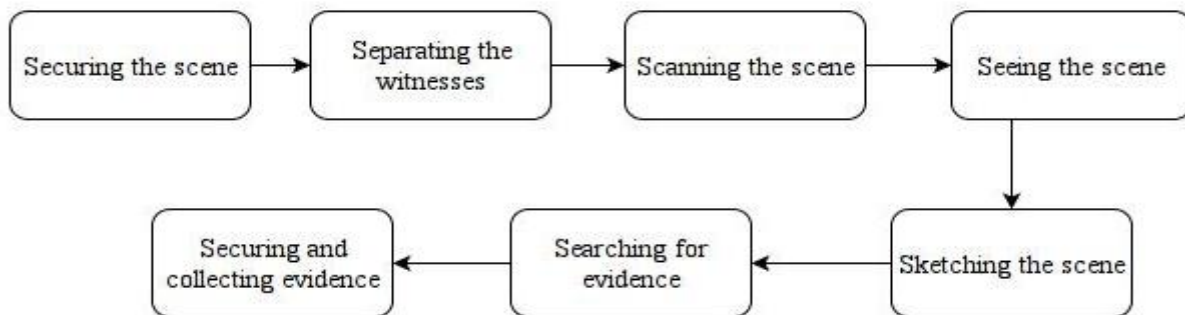 Securing the scene
Separating the
witnesses
Scanning the scene
Seeing the scene
Sketching the scene
Searching for
evidence
Securing and
collecting evidence